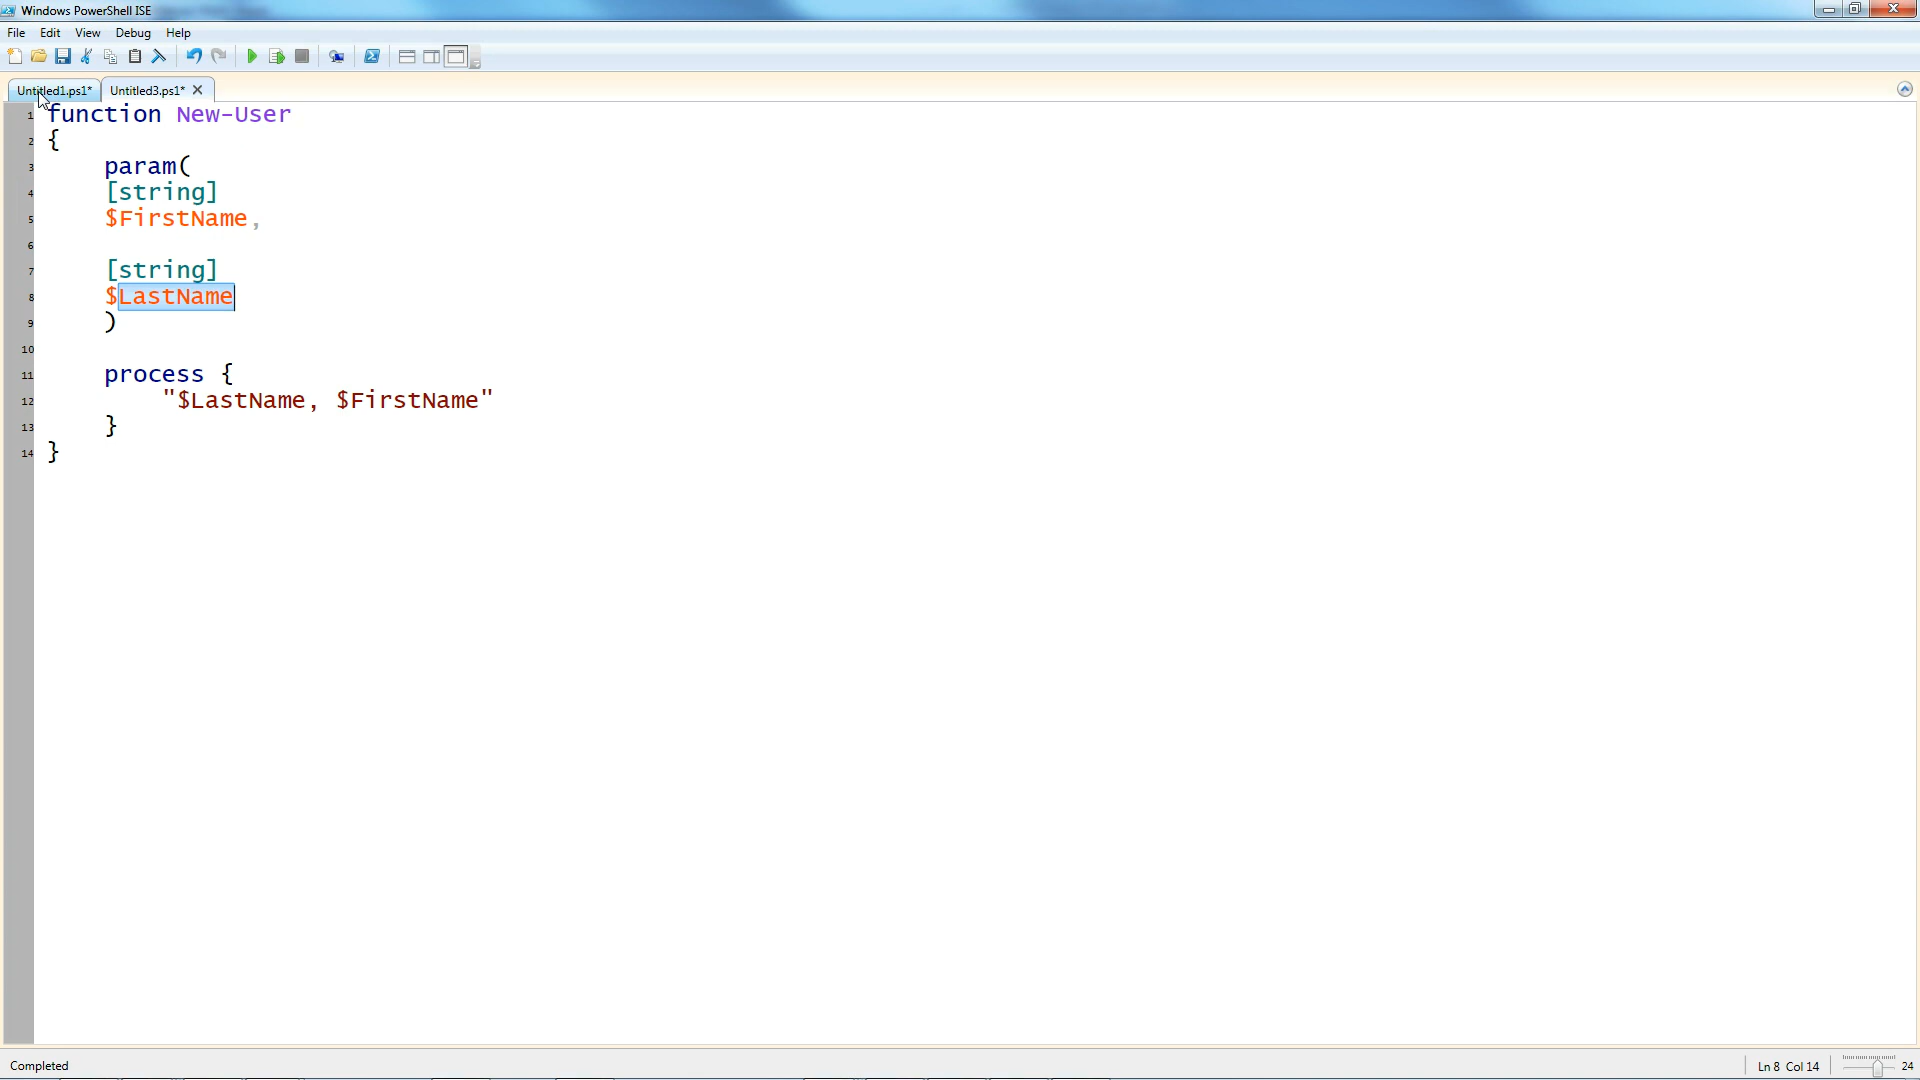 Windows PowerShell ISE
File Edit View Debug Help
Untitled1.ps1* Untitled3.ps1*
1 function New-User
2 {
3 param(
4 [string]
5 $FirstName,
6
7 [string]
8 $LastName
9 )
10
11 process {
12 "$LastName, $FirstName"
13 }
14 }
Completed Ln 8 Col 14 24